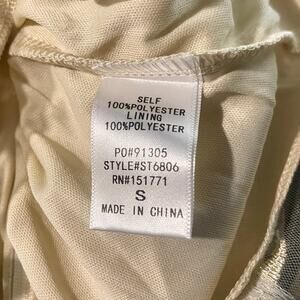 SELF
100%POLYESTER
LINING
100%POLYESTER
PO#91305
STYLE#ST6806
RN#151771
S
MADE IN CHINA